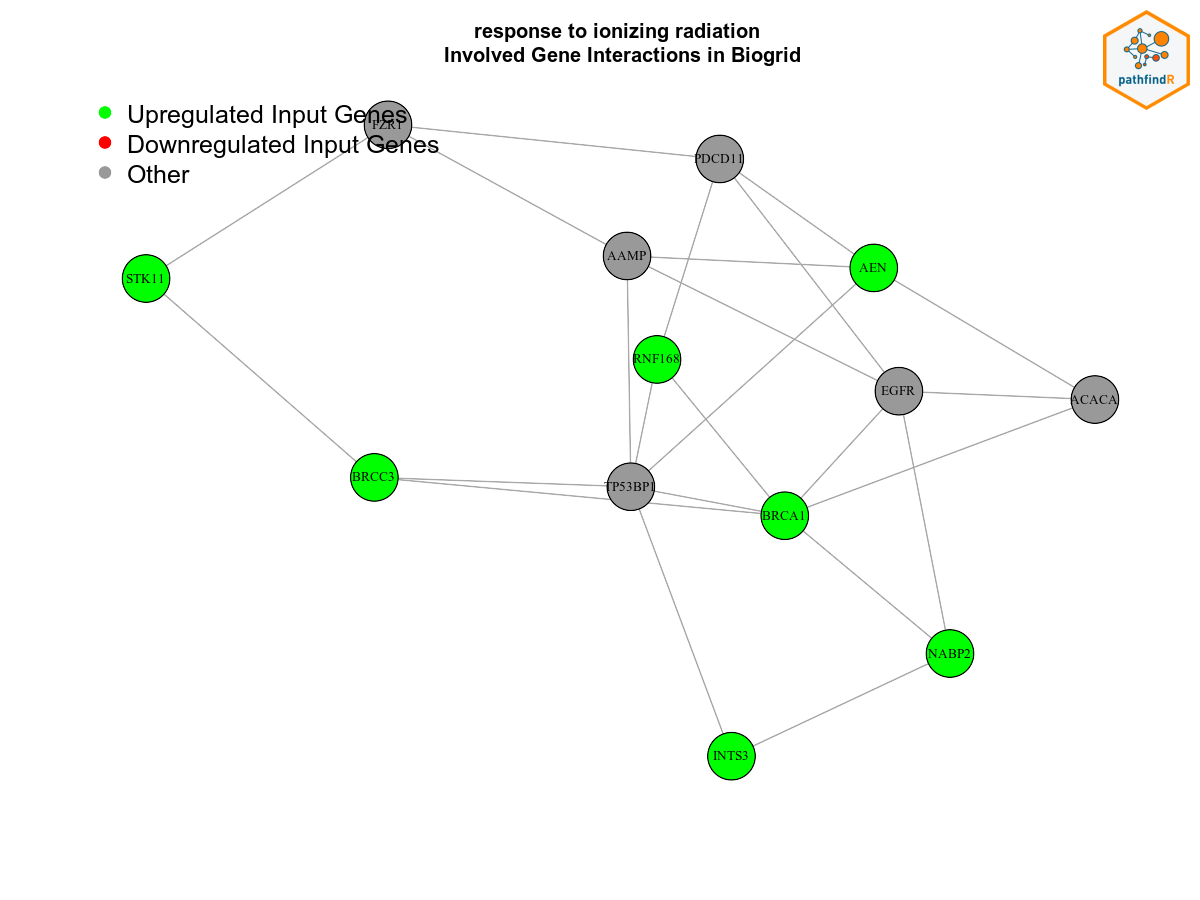 response to ionizing radiation
Involved Gene Interactions in Biogrid
pathfindR
Upregulated Input Genes
FZR1
Downregulated Input Genes
Other
PDCD11
AAMP
AEN
STK11
RNF168
EGFR
ACACA
BRCC3
TP53BP1
BRCA1
NABP2
INTS3